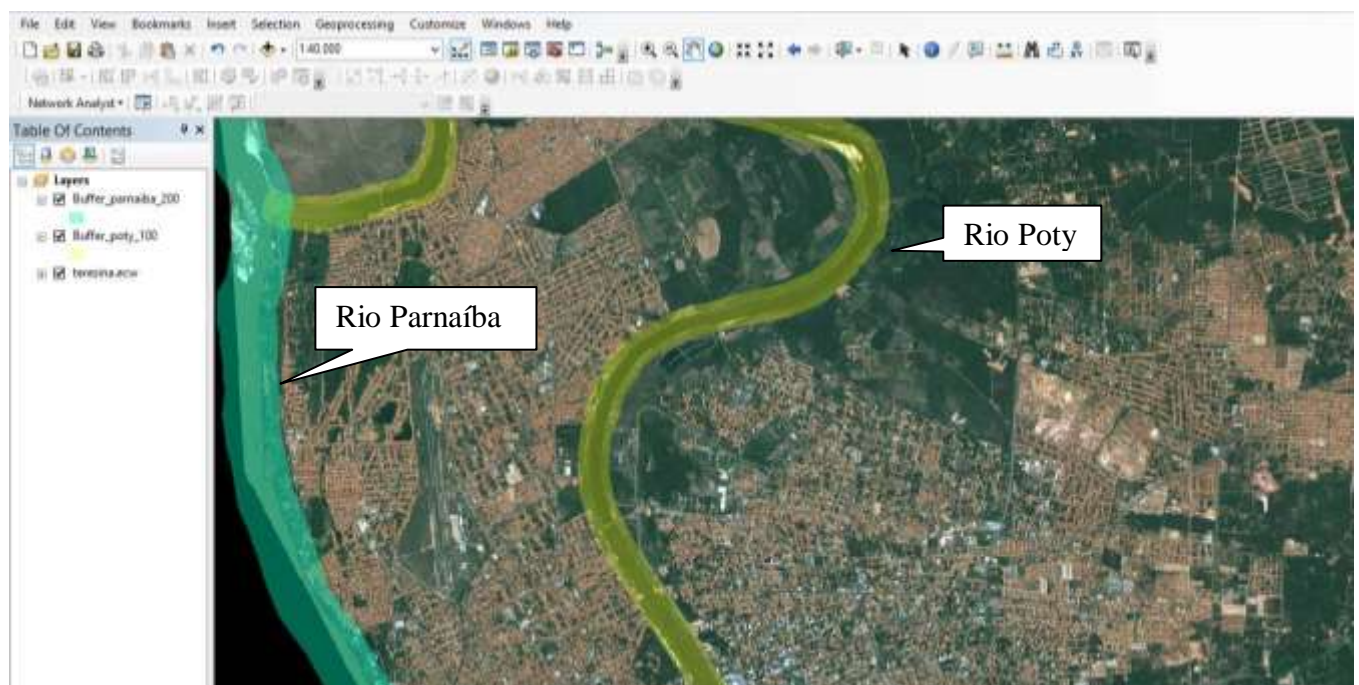 File Edit View Bookmarks Insert Selection Geoprocessing Customize Windows Help
1:40.000
Network Analyst
Table Of Contents
Layers
Buffer_parnaiba_200
Buffer_poty_100
teresina.ecw
Rio Poty
Rio Parnaíba